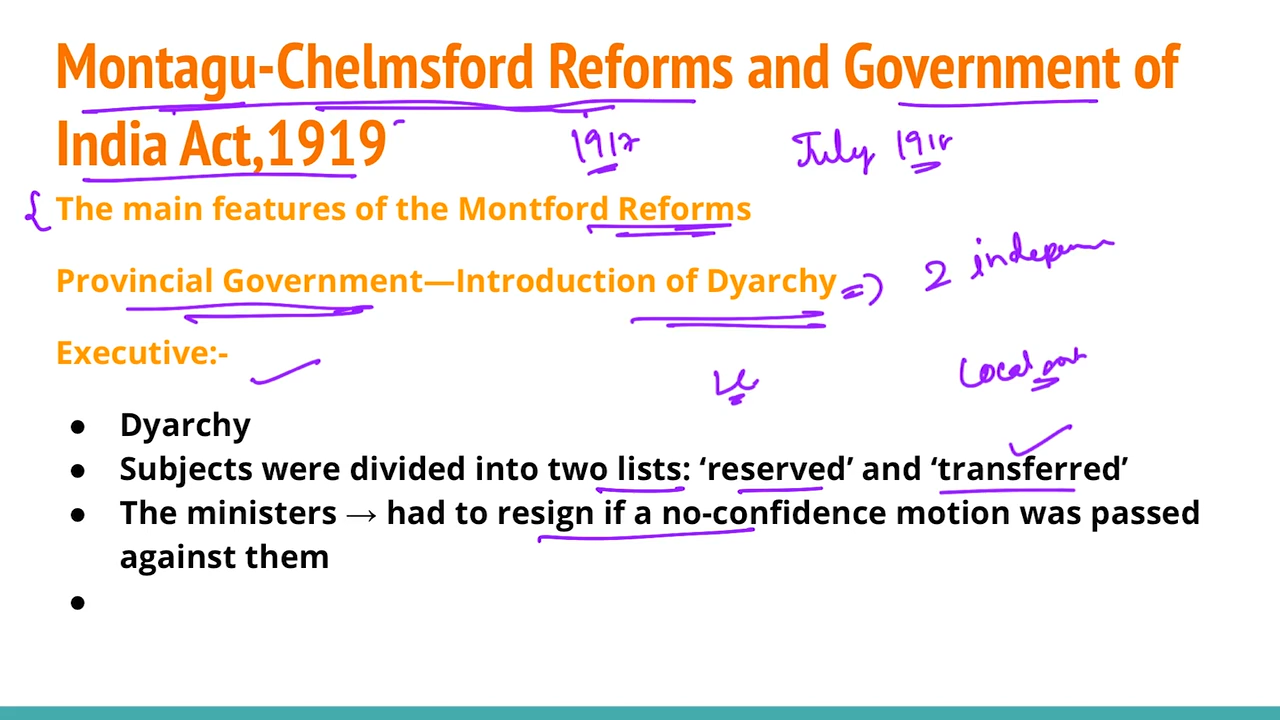 Montagu-Chelmsford Reforms and Government of
India Act,1919
1917
July 1918
The main features of the Montford Reforms
Provincial Government—Introduction of Dyarchy
⇒ 2
Executive:-
Local
● Dyarchy
● Subjects were divided into two lists: ‘reserved’ and ‘transferred’
● The ministers → had to resign if a no-confidence motion was passed
against them
●